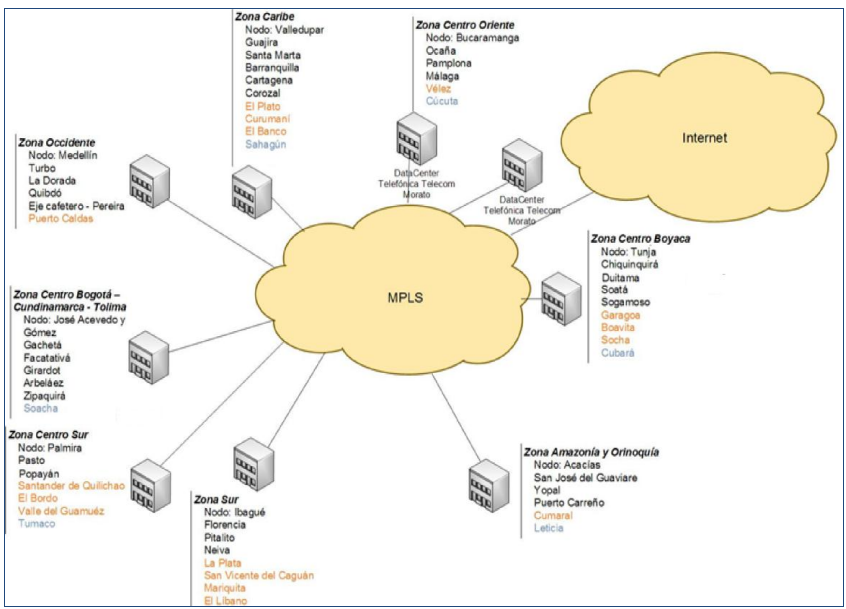 Zona Caribe
Nodo: Valledupar
Guajira
Santa Marta
Barranquilla
Cartagena
Corozal
El Plato
Curumaní
El Banco
Sahagún
Zona Centro Oriente
Nodo: Bucaramanga
Ocaña
Pamplona
Málaga
Vélez
Cúcuta
Internet
Zona Occidente
Nodo: Medellín
Turbo
La Dorada
Quibdó
Eje cafetero - Pereira
Puerto Caldas
DataCenter
Telefónica Telecom
Morato
DataCenter
Telefónica Telecom
Morato
Zona Centro Boyaca
Nodo: Tunja
Chiquinquirá
Duitama
Soatá
Sogamoso
Garagoa
Boavita
Socha
Cubará
MPLS
Zona Centro Bogotá –
Cundinamarca - Tolima
Nodo: José Acevedo y
Gómez
Gachetá
Facatativá
Girardot
Arbeláez
Zipaquirá
Soacha
Zona Centro Sur
Nodo: Palmira
Pasto
Popayán
Santander de Quilichao
El Bordo
Valle del Guamuéz
Tumaco
Zona Sur
Nodo: Ibagué
Florencia
Pitalito
Neiva
La Plata
San Vicente del Caguán
Mariquita
El Líbano
Zona Amazonía y Orinoquía
Nodo: Acacías
San José del Guaviare
Yopal
Puerto Carreño
Cumaral
Leticia